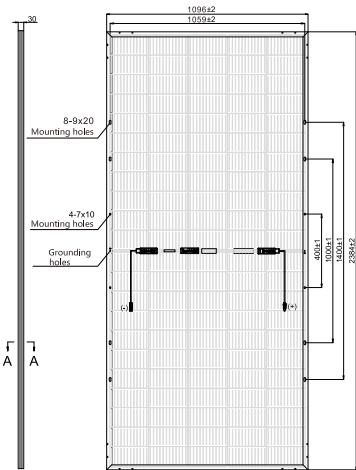 1096±2
30
1059±2
8-9x20
Mounting holes
4-7x10
Mounting holes
Grounding
holes
400±1
1000±1
1400±1
2384±2
(-)
(+)
A
A